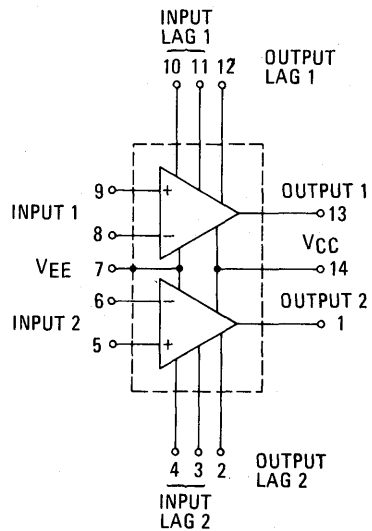 INPUT
LAG 1
10 11 12
OUTPUT
LAG 1
9 + OUTPUT 1
INPUT 1 13
8 −
VCC
VEE 7 14
6 − OUTPUT 2
INPUT 2 1
5 +
4 3 2
OUTPUT
LAG 2
INPUT
LAG 2